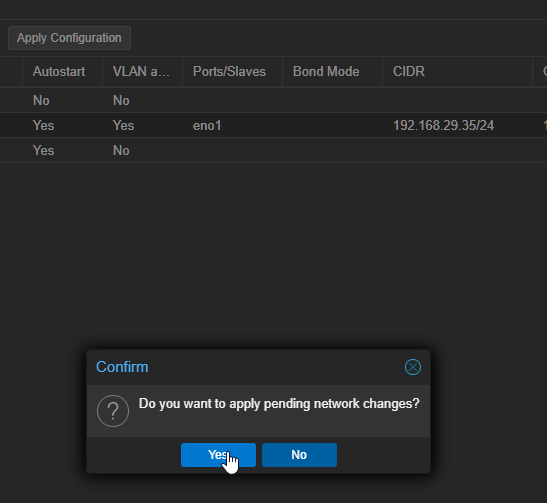 Apply Configuration
Autostart VLAN a... Ports/Slaves Bond Mode CIDR
No No
Yes Yes eno1 192.168.29.35/24
Yes No
Confirm
Do you want to apply pending network changes?
Yes No